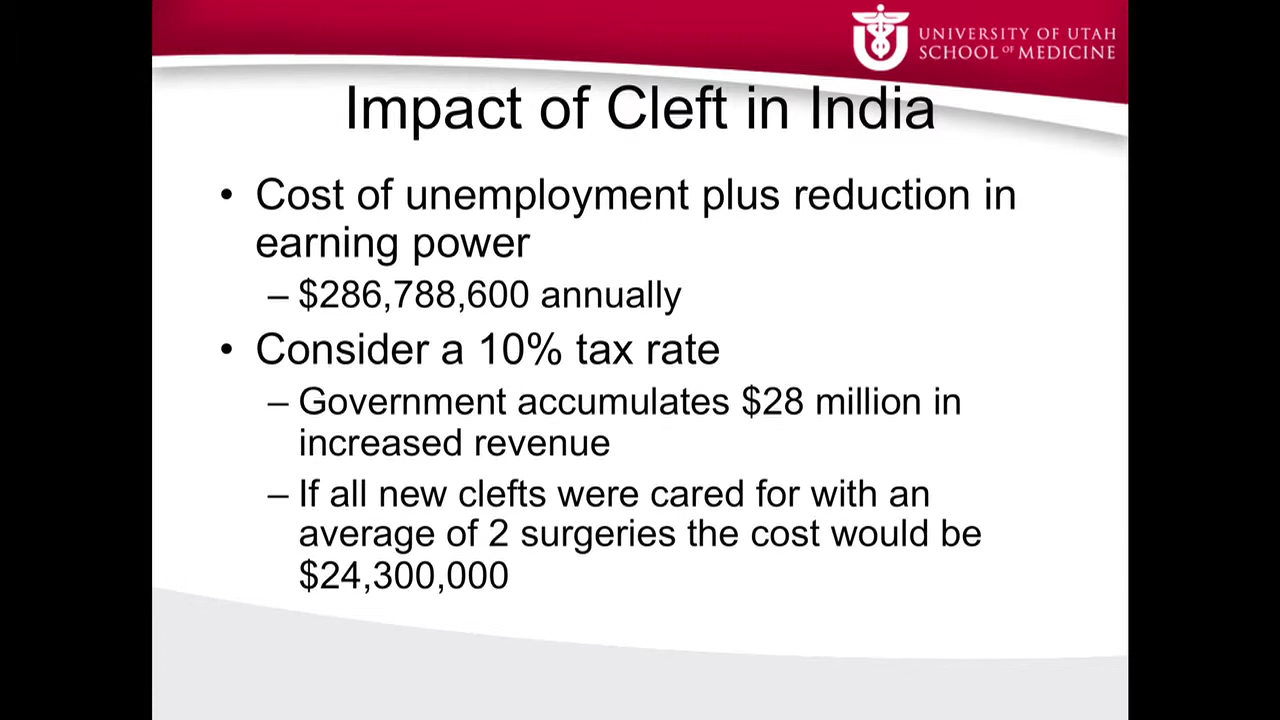 UNIVERSITY OF UTAH
SCHOOL OF MEDICINE
Impact of Cleft in India
• Cost of unemployment plus reduction in
earning power
– $286,788,600 annually
• Consider a 10% tax rate
– Government accumulates $28 million in
increased revenue
– If all new clefts were cared for with an
average of 2 surgeries the cost would be
$24,300,000